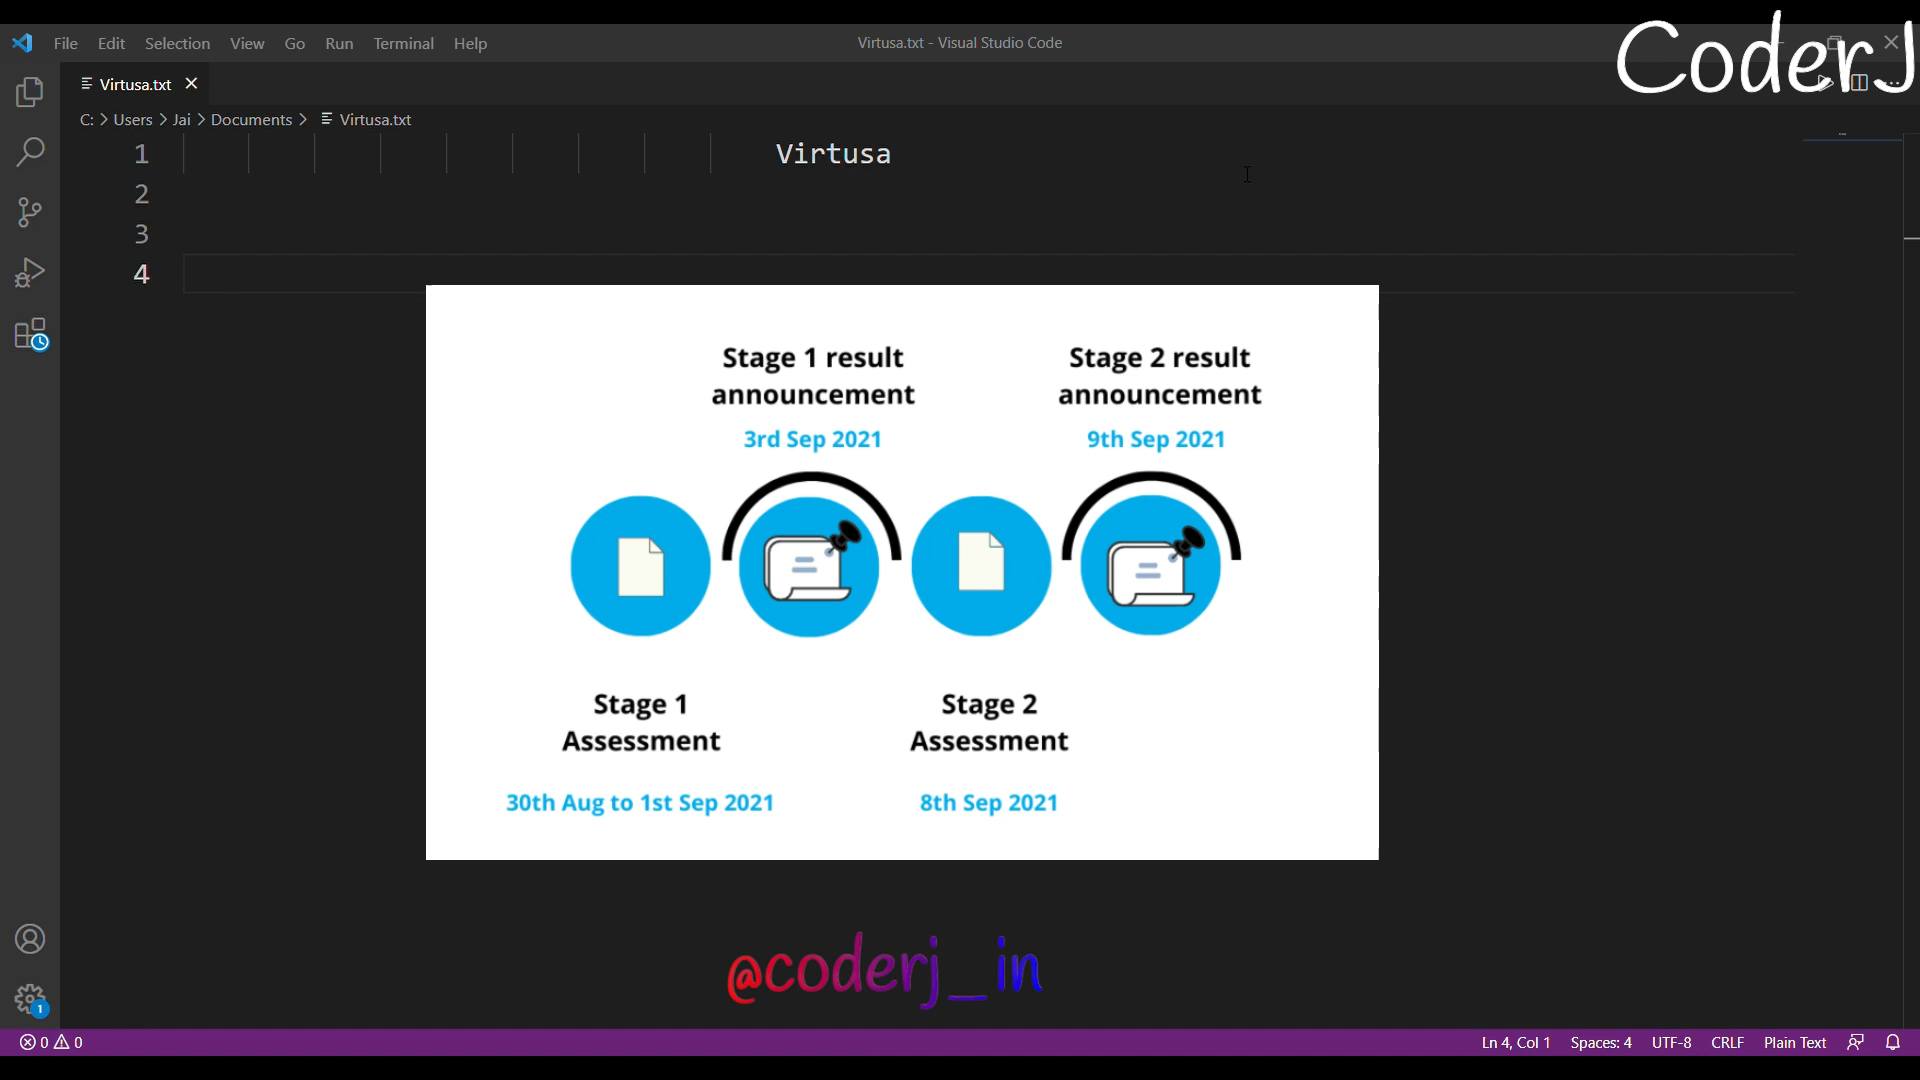 CoderJ
File Edit Selection View Go Run Terminal Help
Virtusa.txt - Visual Studio Code
Virtusa.txt
C: > Users > Jai > Documents > Virtusa.txt
1 Virtusa
2
3
4
Stage 1 result
announcement
3rd Sep 2021
Stage 2 result
announcement
9th Sep 2021
Stage 1
Assessment
30th Aug to 1st Sep 2021
Stage 2
Assessment
8th Sep 2021
@coderj_in
1
0 0
Ln 4, Col 1 Spaces: 4 UTF-8 CRLF Plain Text